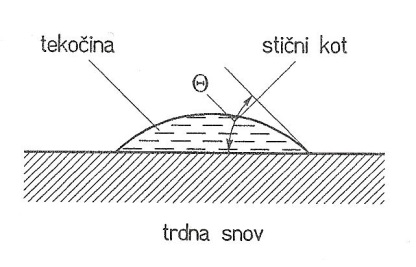 tekočina
stični kot
Θ
trdna snov